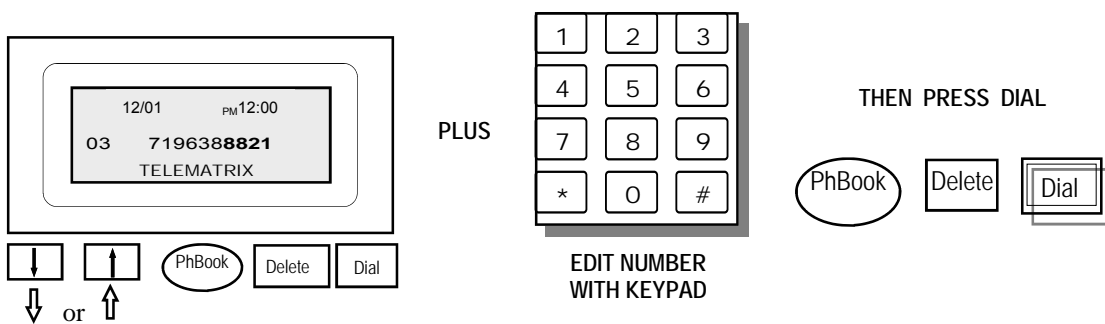 12/01 PM12:00
03 7196388821
TELEMATRIX
PhBook Delete Dial
or
PLUS
1 2 3
4 5 6
7 8 9
* 0 #
EDIT NUMBER
WITH KEYPAD
THEN PRESS DIAL
PhBook Delete Dial